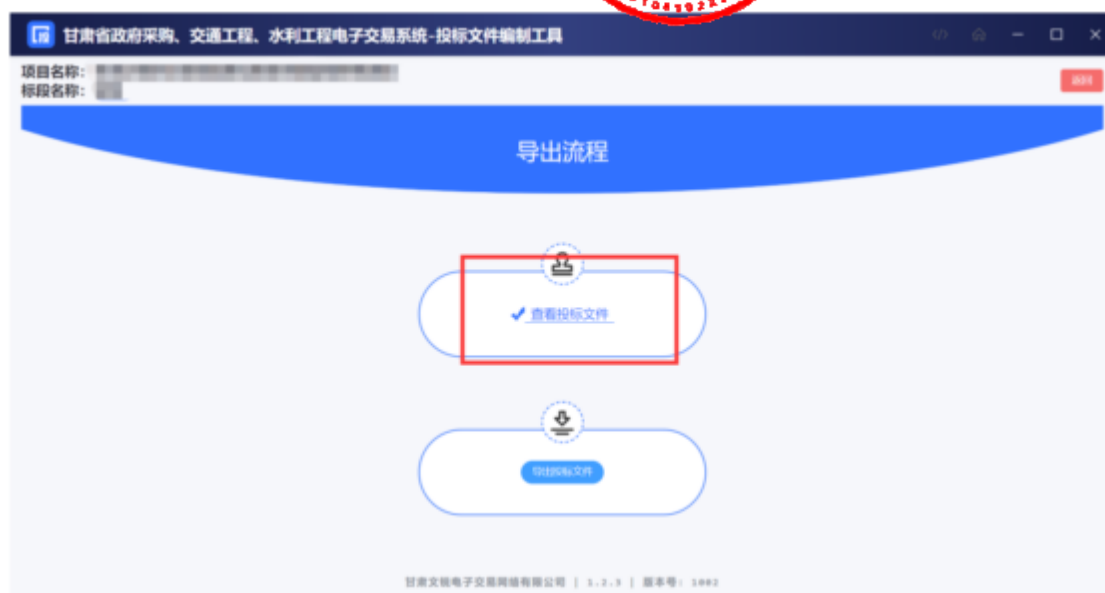 甘肃省政府采购、交通工程、水利工程电子交易系统-投标文件编制工具
项目名称：
标段名称：
返回
导出流程
查看投标文件
导出投标文件
甘肃文锐电子交易网络有限公司 | 1.2.3 | 版本号: 1002